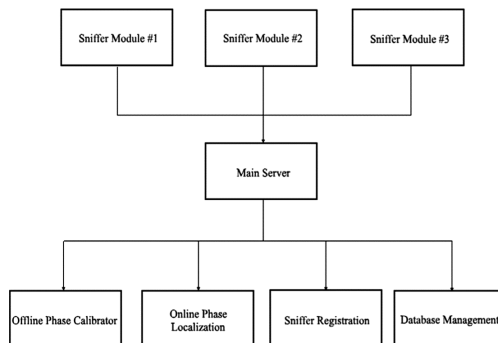 Sniffer Module #1
Sniffer Module #2
Sniffer Module #3
Main Server
Offline Phase Calibrator
Online Phase
Localization
Sniffer Registration
Database Management